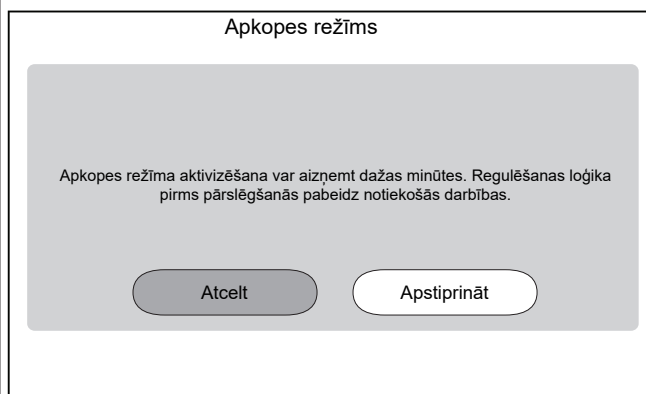 Apkopes režīms
Apkopes režīma aktivizēšana var aizņemt dažas minūtes. Regulēšanas loģika
pirms pārslēgšanās pabeidz notiekošās darbības.
Atcelt
Apstiprināt